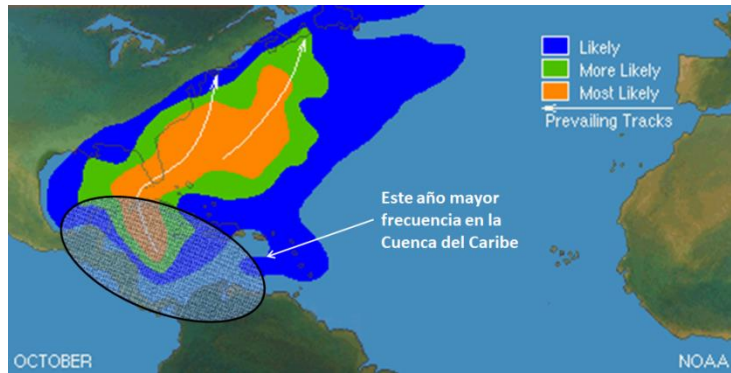 Likely
More Likely
Most Likely
Prevailing Tracks
Este año mayor
frecuencia en la
Cuenca del Caribe
OCTOBER
NOAA